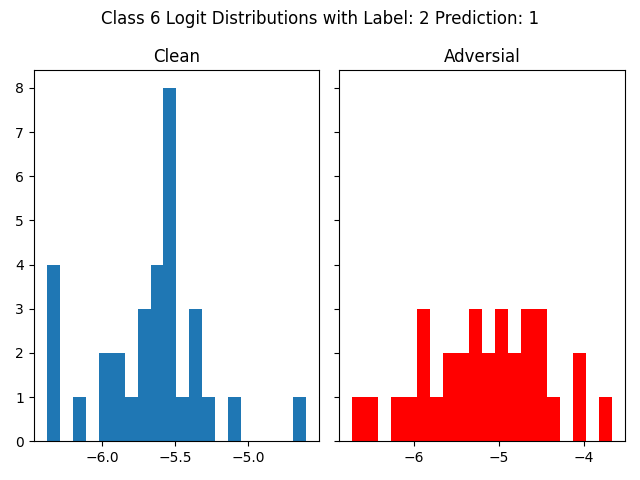 Class 6 Logit Distributions with Label: 2 Prediction: 1
Clean
Adversial
8
7
6
5
4
3
2
1
0
−6.0 −5.5 −5.0
−6 −5 −4